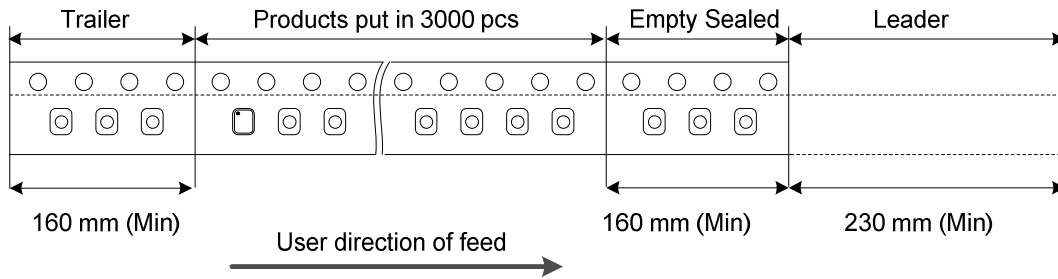 Trailer Products put in 3000 pcs Empty Sealed Leader
160 mm (Min) 160 mm (Min) 230 mm (Min)
User direction of feed